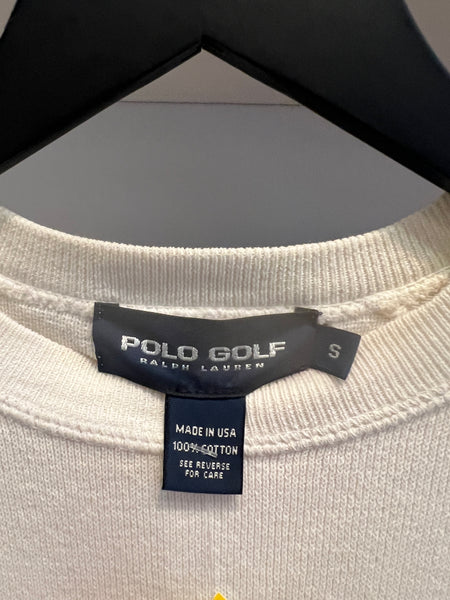 POLO GOLF
RALPH LAUREN
S
MADE IN USA
100% COTTON
SEE REVERSE
FOR CARE